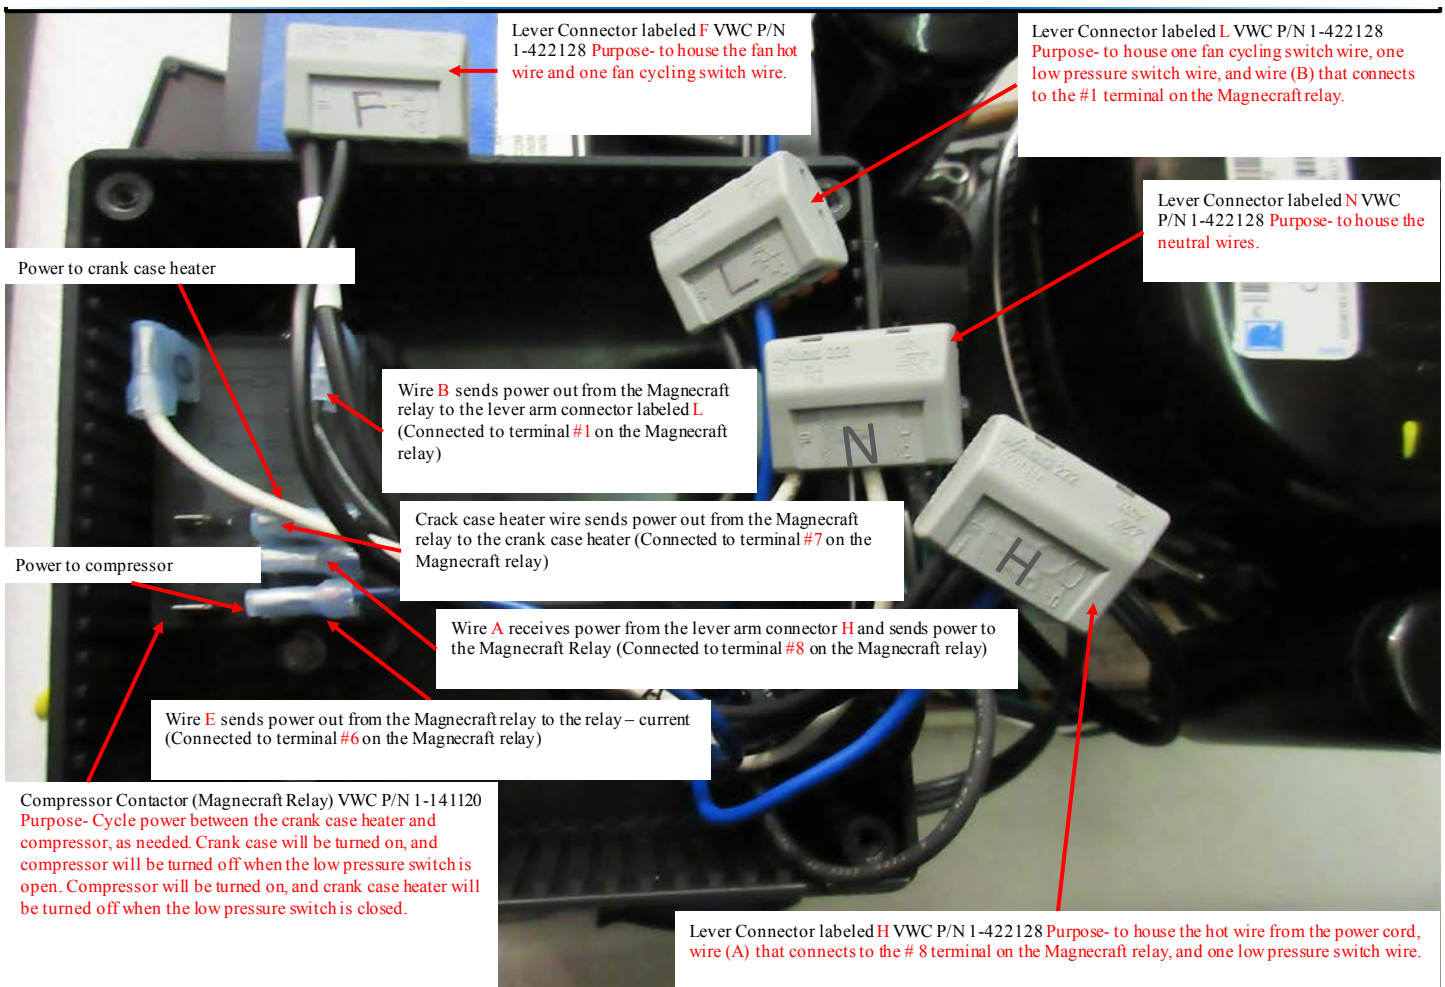 Lever Connector labeled F VWC P/N
1-422128 Purpose- to house the fan hot
wire and one fan cycling switch wire.
Lever Connector labeled L VWC P/N 1-422128
Purpose- to house one fan cycling switch wire, one
low pressure switch wire, and wire (B) that connects
to the #1 terminal on the Magnecraft relay.
F
L
Lever Connector labeled N VWC
P/N 1-422128 Purpose- to house the
neutral wires.
Power to crank case heater
222
N
Wire B sends power out from the Magnecraft
relay to the lever arm connector labeled L
(Connected to terminal #1 on the Magnecraft
relay)
222
H
Crack case heater wire sends power out from the Magnecraft
relay to the crank case heater (Connected to terminal #7 on the
Magnecraft relay)
Power to compressor
Wire A receives power from the lever arm connector H and sends power to
the Magnecraft Relay (Connected to terminal #8 on the Magnecraft relay)
Wire E sends power out from the Magnecraft relay to the relay – current
(Connected to terminal #6 on the Magnecraft relay)
Compressor Contactor (Magnecraft Relay) VWC P/N 1-141120
Purpose- Cycle power between the crank case heater and
compressor, as needed. Crank case will be turned on, and
compressor will be turned off when the low pressure switch is
open. Compressor will be turned on, and crank case heater will
be turned off when the low pressure switch is closed.
Lever Connector labeled H VWC P/N 1-422128 Purpose- to house the hot wire from the power cord,
wire (A) that connects to the # 8 terminal on the Magnecraft relay, and one low pressure switch wire.